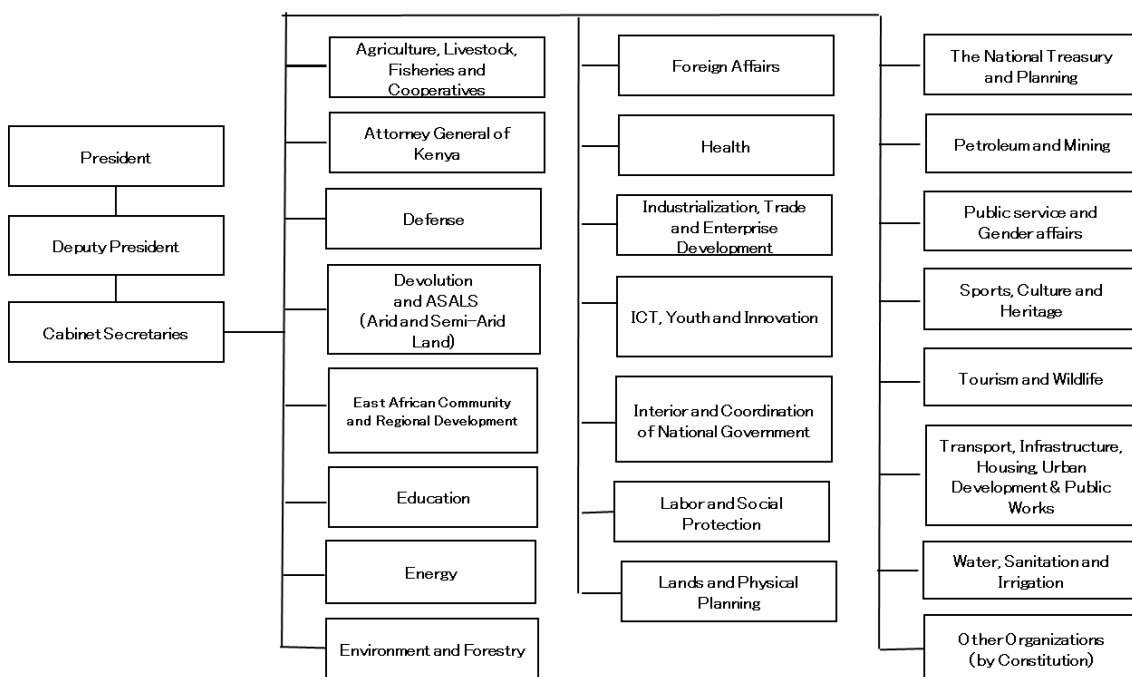 President
Deputy President
Cabinet Secretaries
Agriculture, Livestock,
Fisheries and
Cooperatives
Attorney General of
Kenya
Defense
Devolution
and ASALS
(Arid and Semi-Arid
Land)
East African Community
and Regional Development
Education
Energy
Environment and Forestry
Foreign Affairs
Health
Industrialization, Trade
and Enterprise
Development
ICT, Youth and Innovation
Interior and Coordination
of National Government
Labor and Social
Protection
Lands and Physical
Planning
The National Treasury
and Planning
Petroleum and Mining
Public service and
Gender affairs
Sports, Culture and
Heritage
Tourism and Wildlife
Transport, Infrastructure,
Housing, Urban
Development & Public
Works
Water, Sanitation and
Irrigation
Other Organizations
(by Constitution)